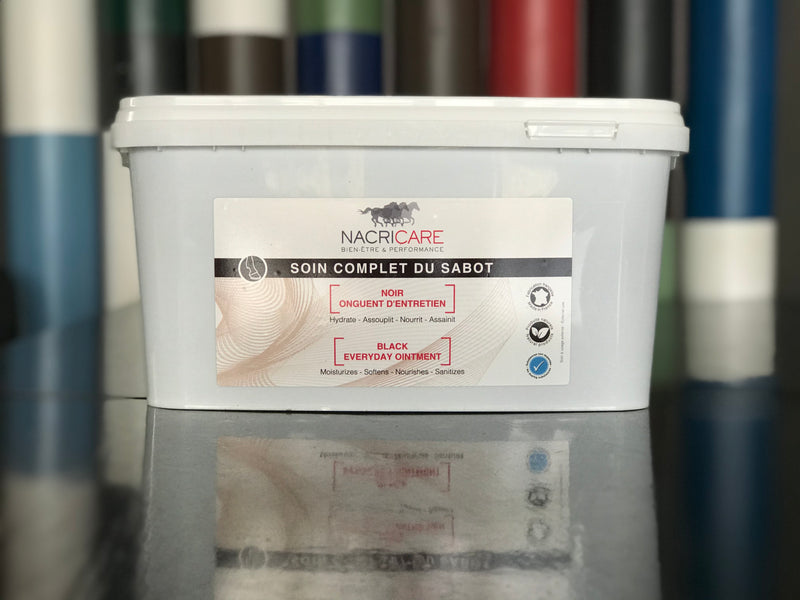 NACRICARE
BIEN-ÊTRE & PERFORMANCE
SOIN COMPLET DU SABOT
NOIR
ONGUENT D'ENTRETIEN
Hydrate - Assouplit - Nourrit - Assainit
BLACK
EVERYDAY OINTMENT
Moisturizes - Softens - Nourishes - Sanitizes